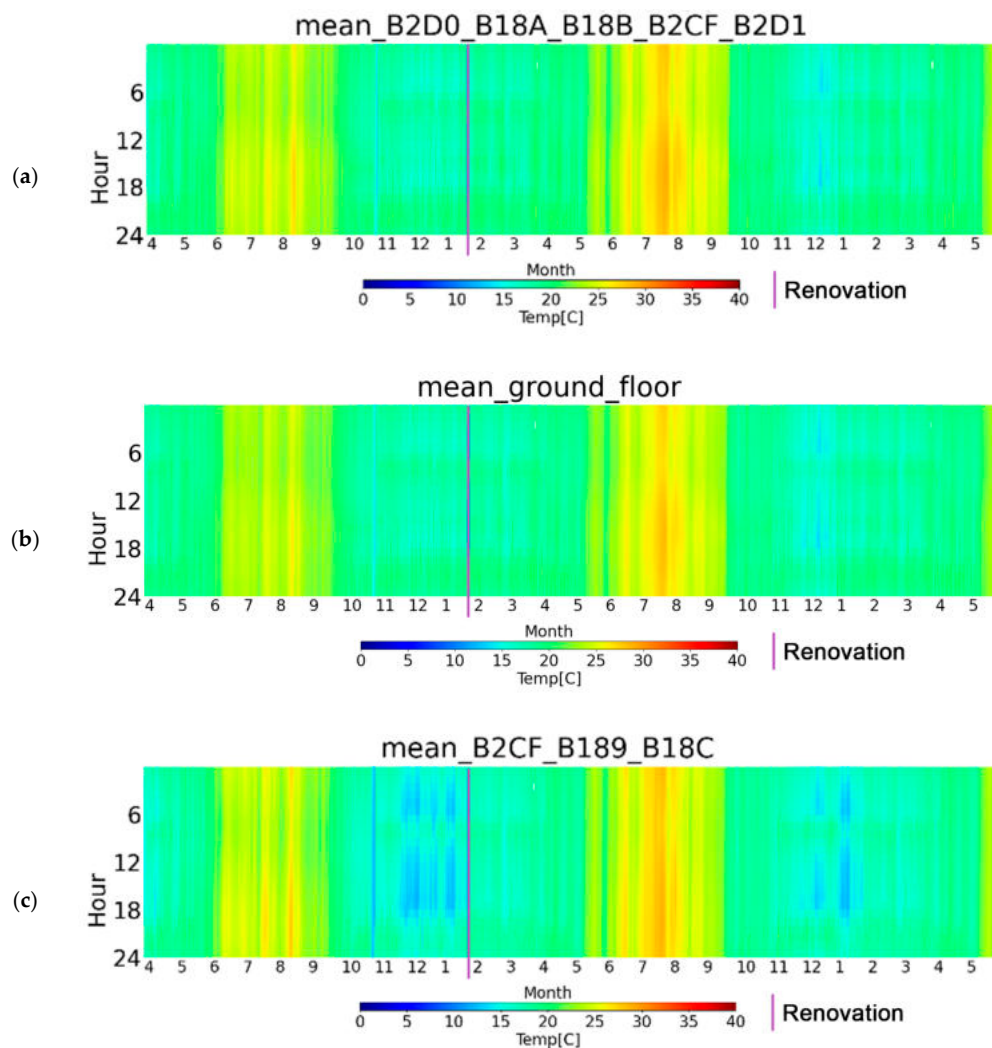 mean_B2D0_B18A_B18B_B2CF_B2D1
(a)
Hour
6
12
18
24
4 5 6 7 8 9 10 11 12 1 2 3 4 5 6 7 8 9 10 11 12 1 2 3 4 5
Month
0 5 10 15 20 25 30 35 40
Temp[C]
Renovation
mean_ground_floor
(b)
Hour
6
12
18
24
4 5 6 7 8 9 10 11 12 1 2 3 4 5 6 7 8 9 10 11 12 1 2 3 4 5
Month
0 5 10 15 20 25 30 35 40
Temp[C]
Renovation
mean_B2CF_B189_B18C
(c)
Hour
6
12
18
24
4 5 6 7 8 9 10 11 12 1 2 3 4 5 6 7 8 9 10 11 12 1 2 3 4 5
Month
0 5 10 15 20 25 30 35 40
Temp[C]
Renovation